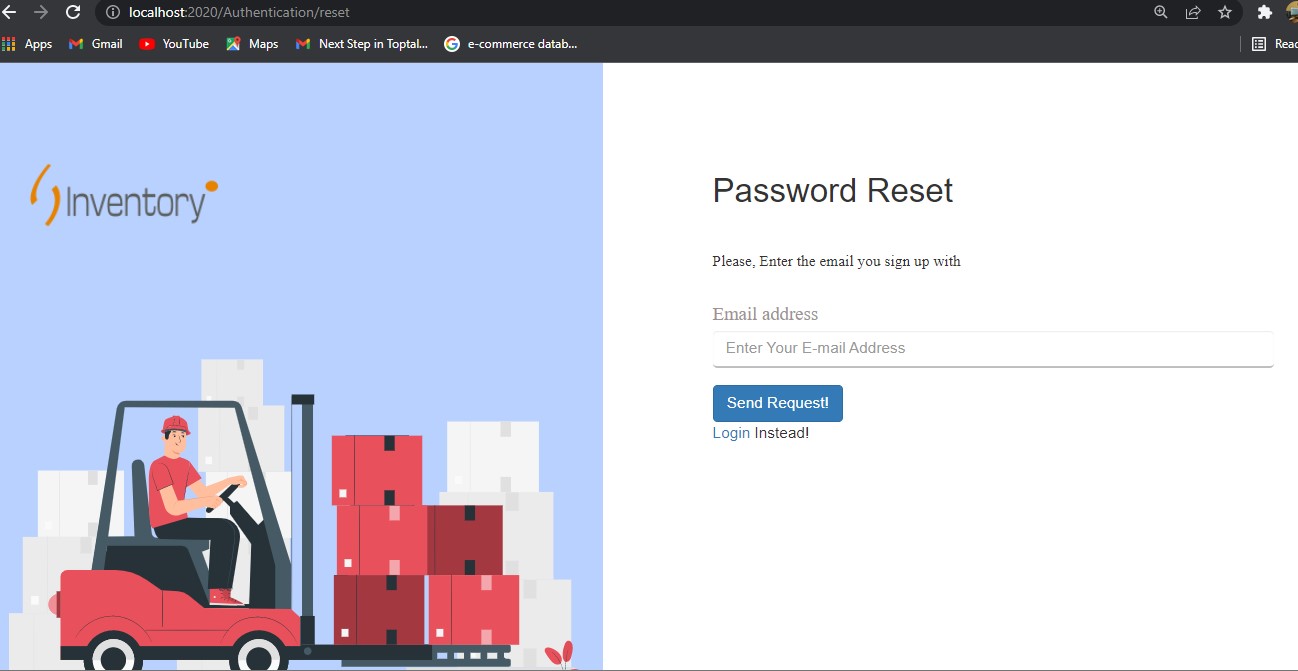 localhost:2020/Authentication/reset
Apps Gmail YouTube Maps Next Step in Toptal... e-commerce datab... Read
Inventory
Password Reset
Please, Enter the email you sign up with
Email address
Enter Your E-mail Address
Send Request!
Login Instead!